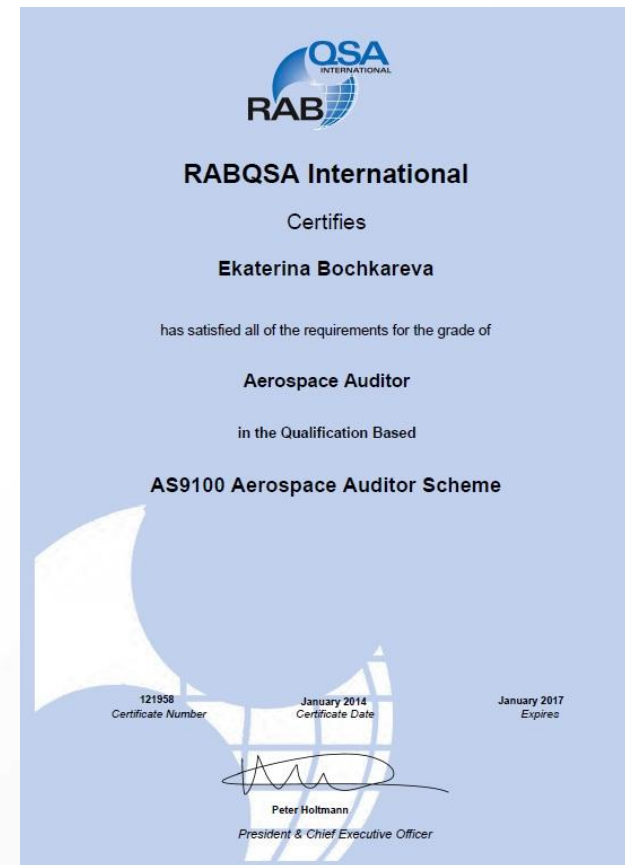 QSA
INTERNATIONAL
RAB
RABQSA International
Certifies
Ekaterina Bochkareva
has satisfied all of the requirements for the grade of
Aerospace Auditor
in the Qualification Based
AS9100 Aerospace Auditor Scheme
121958 January 2014 January 2017
Certificate Number Certificate Date Expires
Peter Holtmann
President & Chief Executive Officer